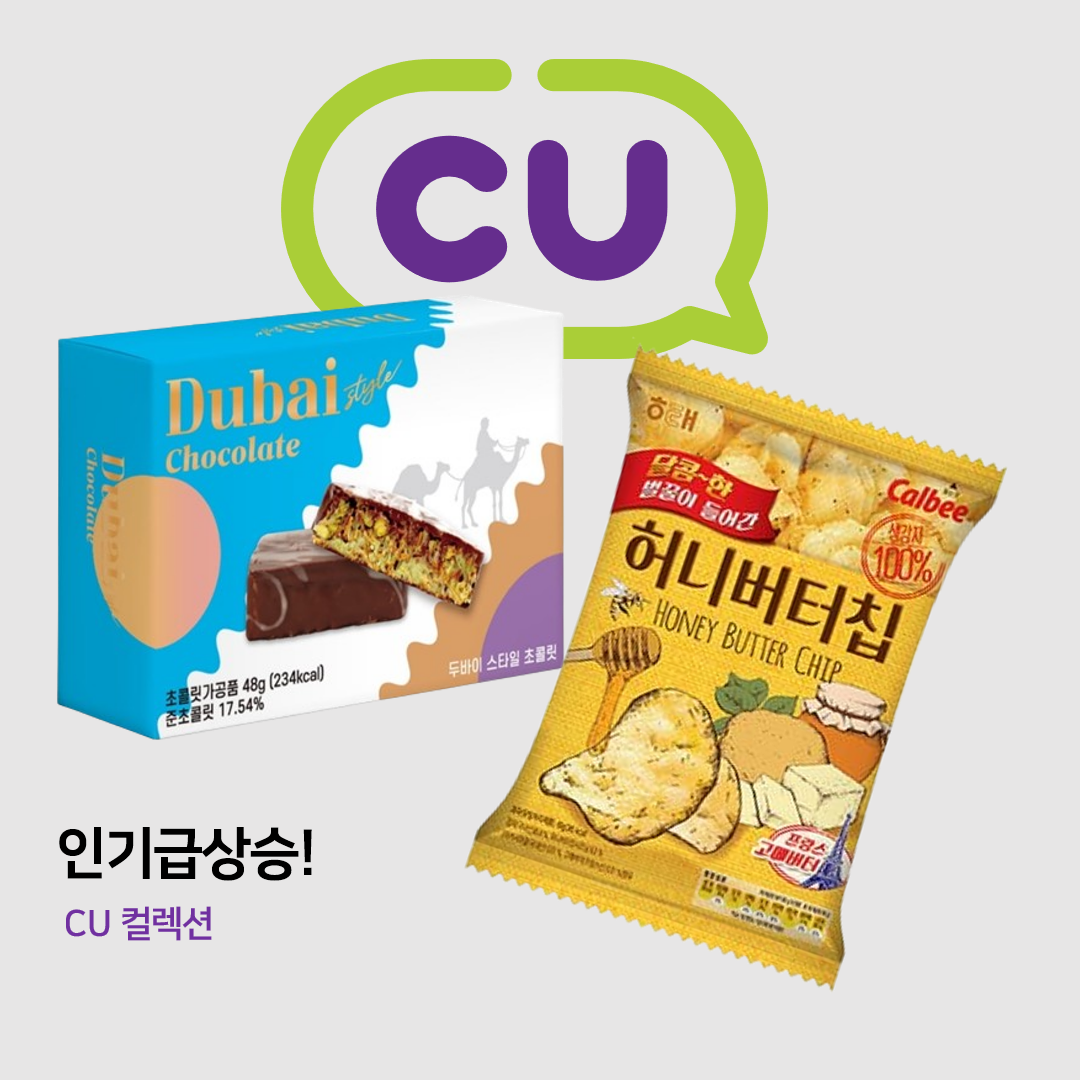 CU
Dubai style
Chocolate
Dubai
Chocolate
초콜릿가공품 48g (234kcal)
준초콜릿 17.54%
두바이 스타일 초콜릿
해태
달콤~한
벌꿀이 들어간
Calbee
생감자
100%
허니버터칩
HONEY BUTTER CHIP
프랑스
고메버터
인기급상승!
CU 컬렉션